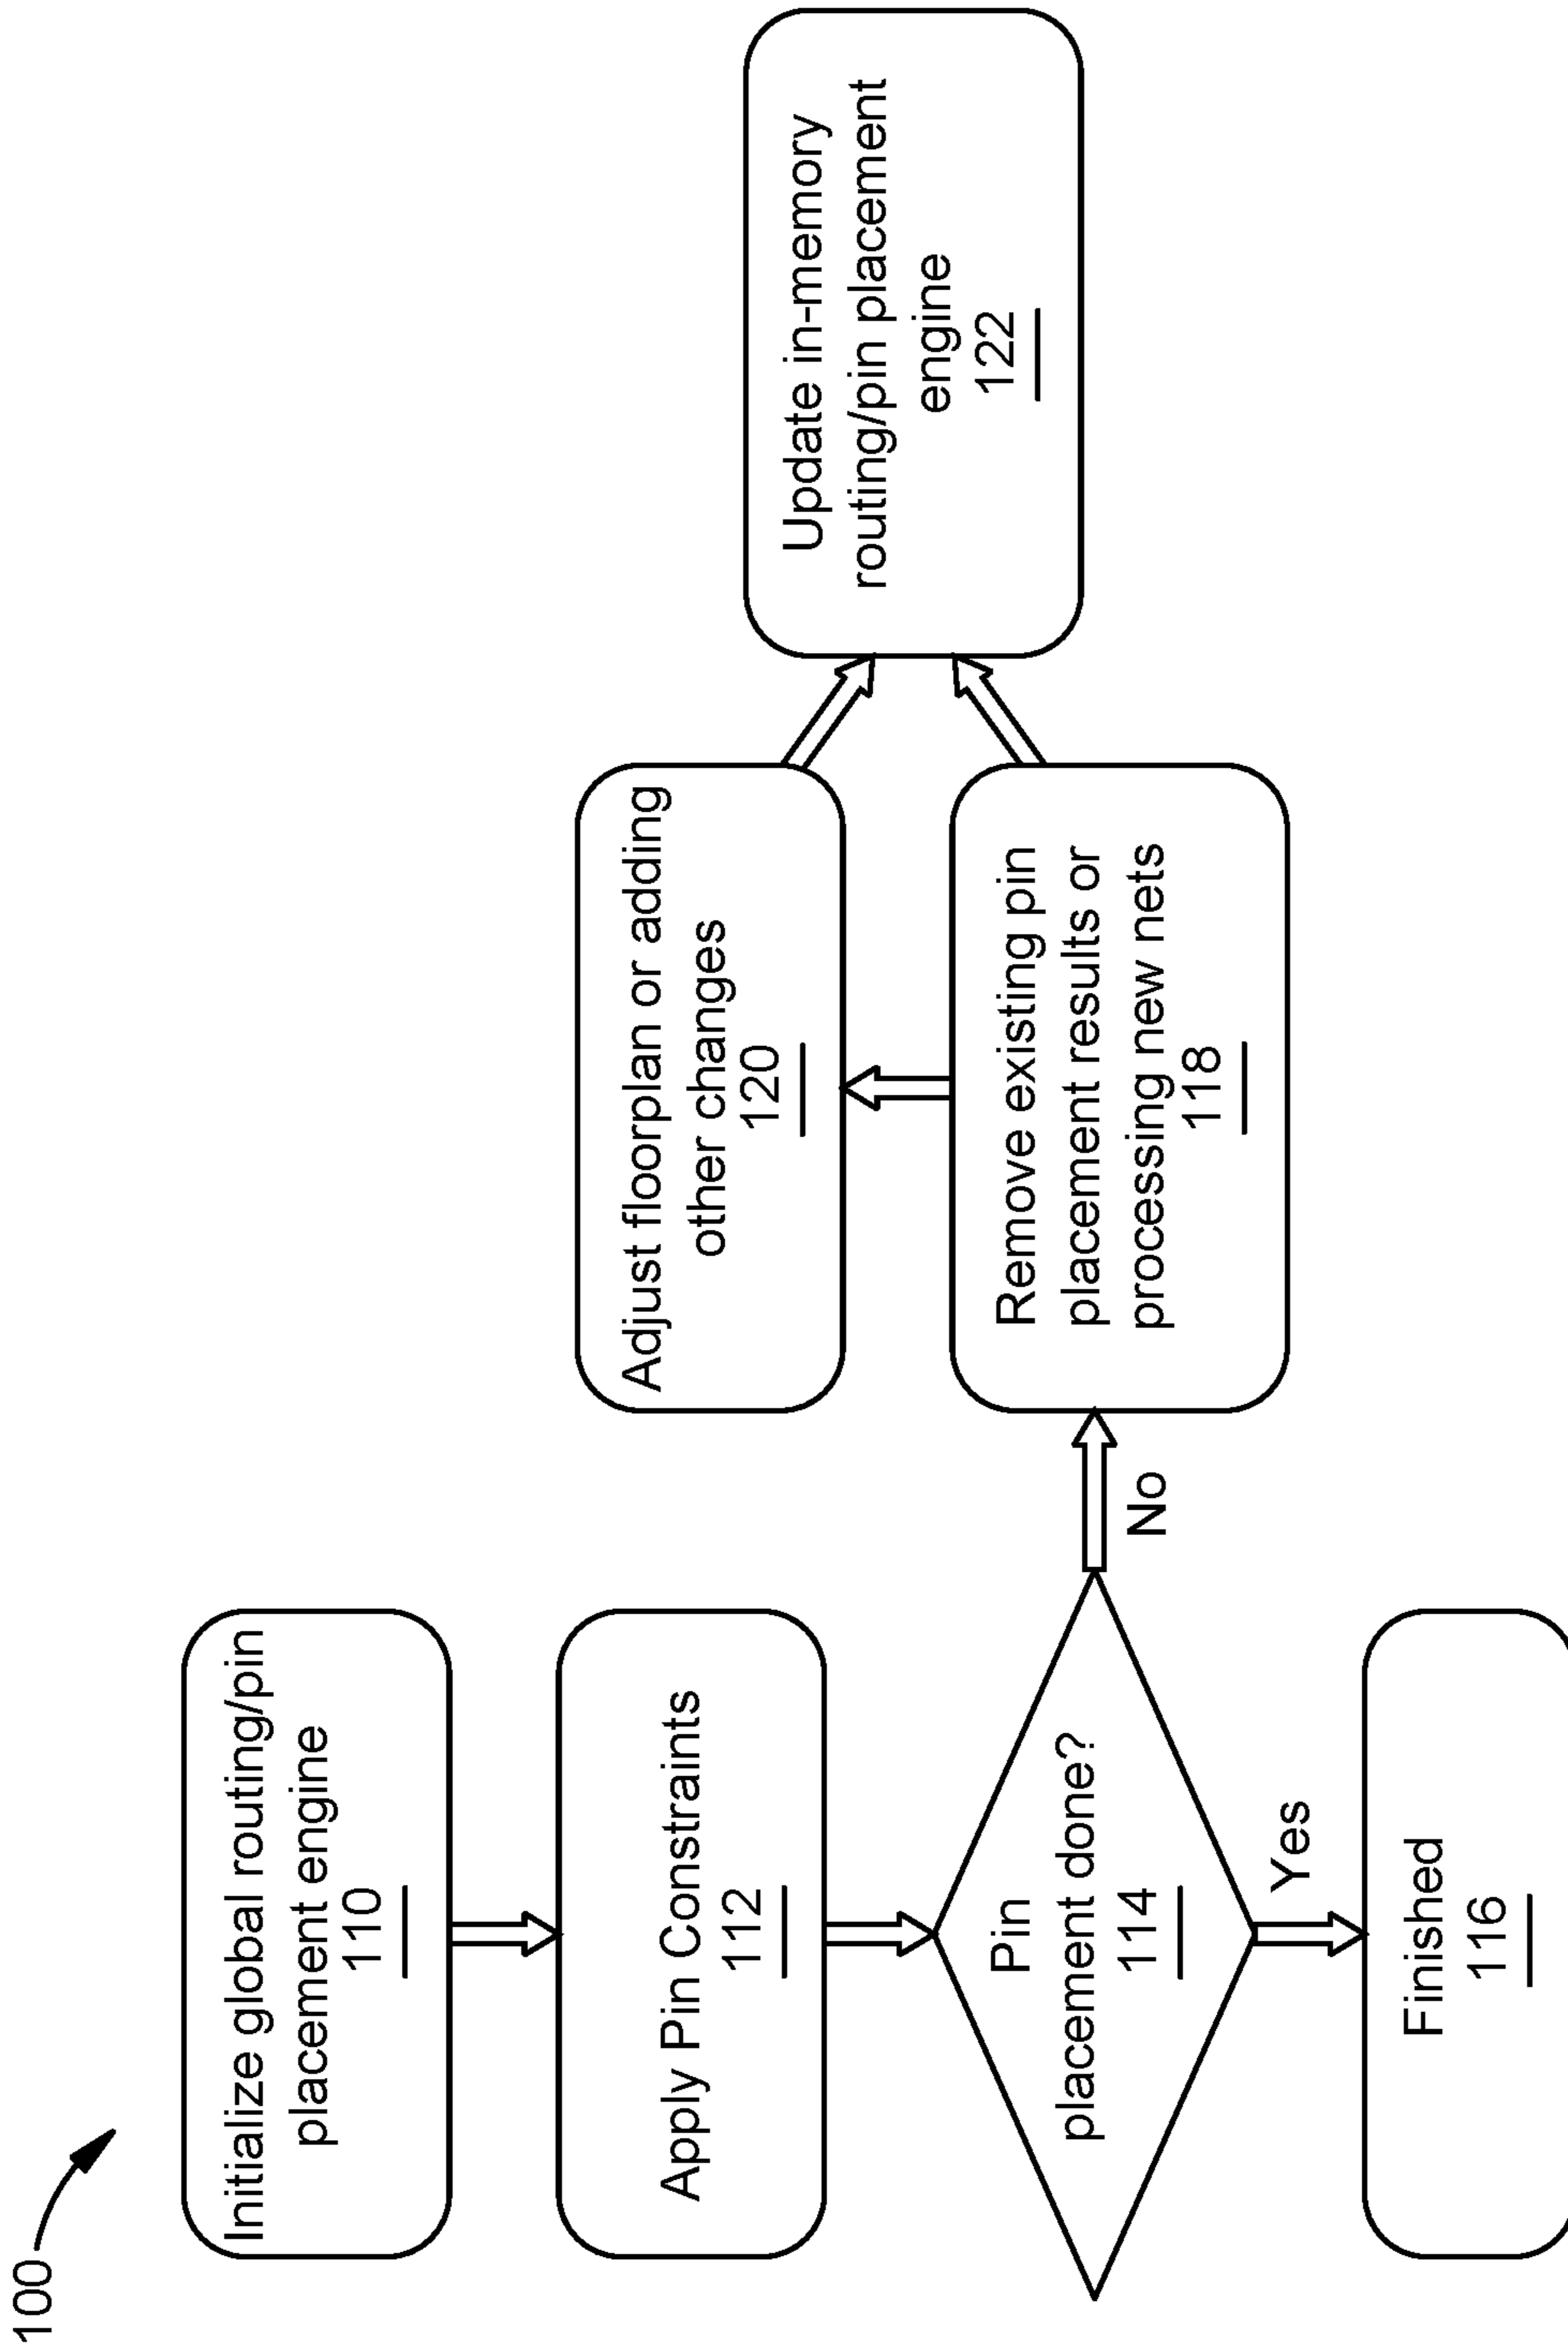 100
Initialize global routing/pin
placement engine
110
Apply Pin Constraints
112
Pin
placement done?
114
Yes
Finished
116
No
Remove existing pin
placement results or
processing new nets
118
Adjust floorplan or adding
other changes
120
Update in-memory
routing/pin placement
engine
122